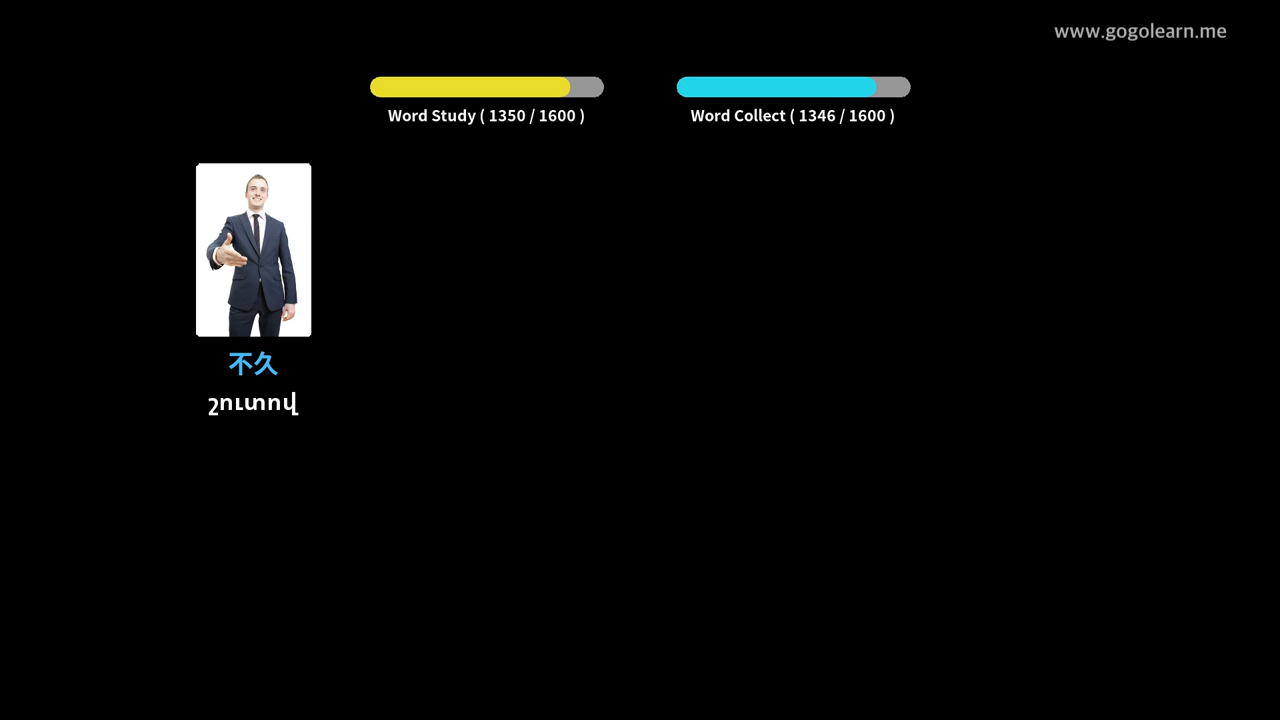 www.gogolearn.me
Word Study ( 1350 / 1600 )
Word Collect ( 1346 / 1600 )
不久
շուտով